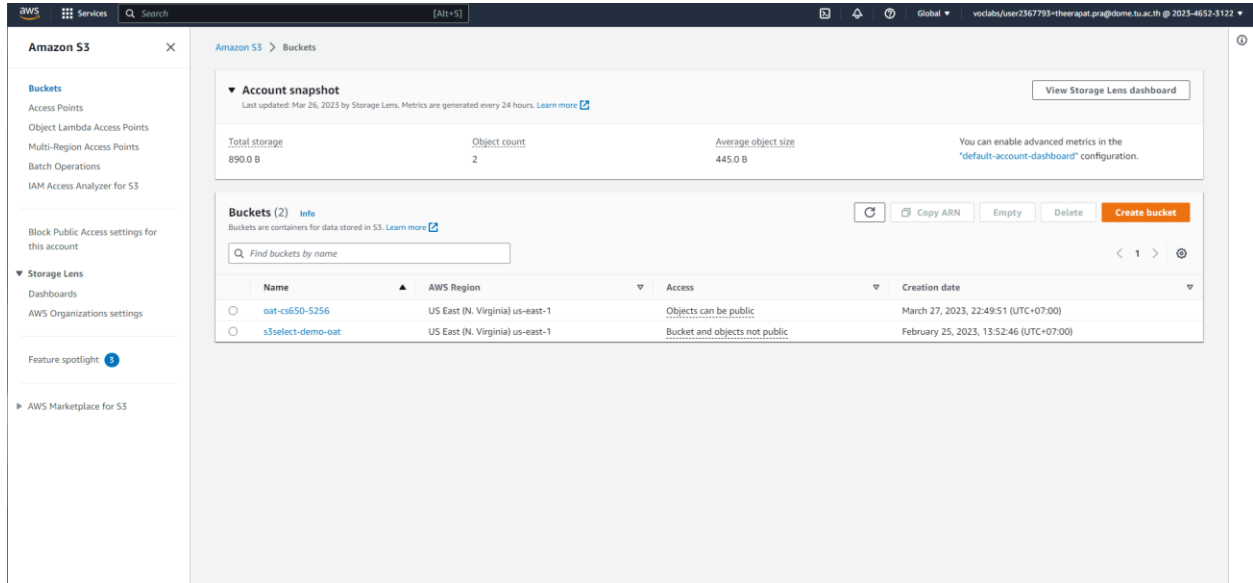 aws Services Search [Alt+S] Global voclabs/user2367793=theerapat.pra@dome.tu.ac.th @ 2023-4652-3122
Amazon S3
Buckets
Access Points
Object Lambda Access Points
Multi-Region Access Points
Batch Operations
IAM Access Analyzer for S3
Block Public Access settings for
this account
Storage Lens
Dashboards
AWS Organizations settings
Feature spotlight 3
AWS Marketplace for S3
Amazon S3 > Buckets
Account snapshot
Last updated: Mar 26, 2023 by Storage Lens. Metrics are generated every 24 hours. Learn more
View Storage Lens dashboard
Total storage Object count Average object size
890.0 B 2 445.0 B
You can enable advanced metrics in the
"default-account-dashboard" configuration.
Buckets (2) Info
Buckets are containers for data stored in S3. Learn more
Copy ARN Empty Delete Create bucket
Find buckets by name
< 1 >
Name AWS Region Access Creation date
oat-cs650-5256 US East (N. Virginia) us-east-1 Objects can be public March 27, 2023, 22:49:51 (UTC+07:00)
s3select-demo-oat US East (N. Virginia) us-east-1 Bucket and objects not public February 25, 2023, 13:52:46 (UTC+07:00)